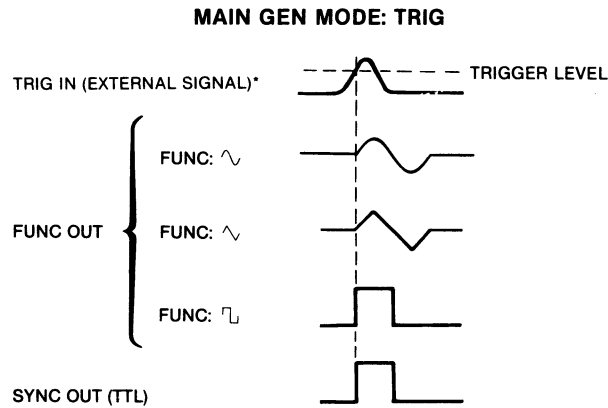 MAIN GEN MODE: TRIG
TRIG IN (EXTERNAL SIGNAL)*
TRIGGER LEVEL
FUNC:
FUNC OUT
FUNC:
FUNC:
SYNC OUT (TTL)